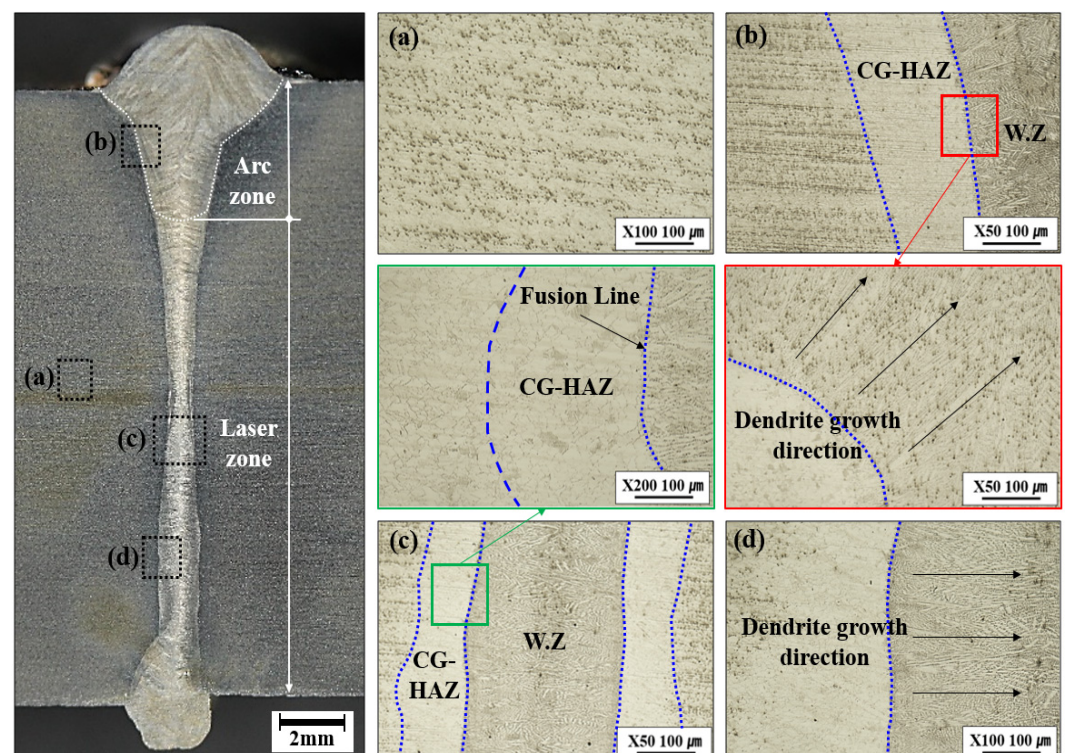 (b)
Arc
zone
(a)
(c)
Laser
zone
(d)
2mm
(a)
X100 100 ㎛
(b)
CG-HAZ
W.Z
X50 100 ㎛
Fusion Line
CG-HAZ
X200 100 ㎛
Dendrite growth
direction
X50 100 ㎛
(c)
CG-
HAZ
W.Z
X50 100 ㎛
(d)
Dendrite growth
direction
X100 100 ㎛